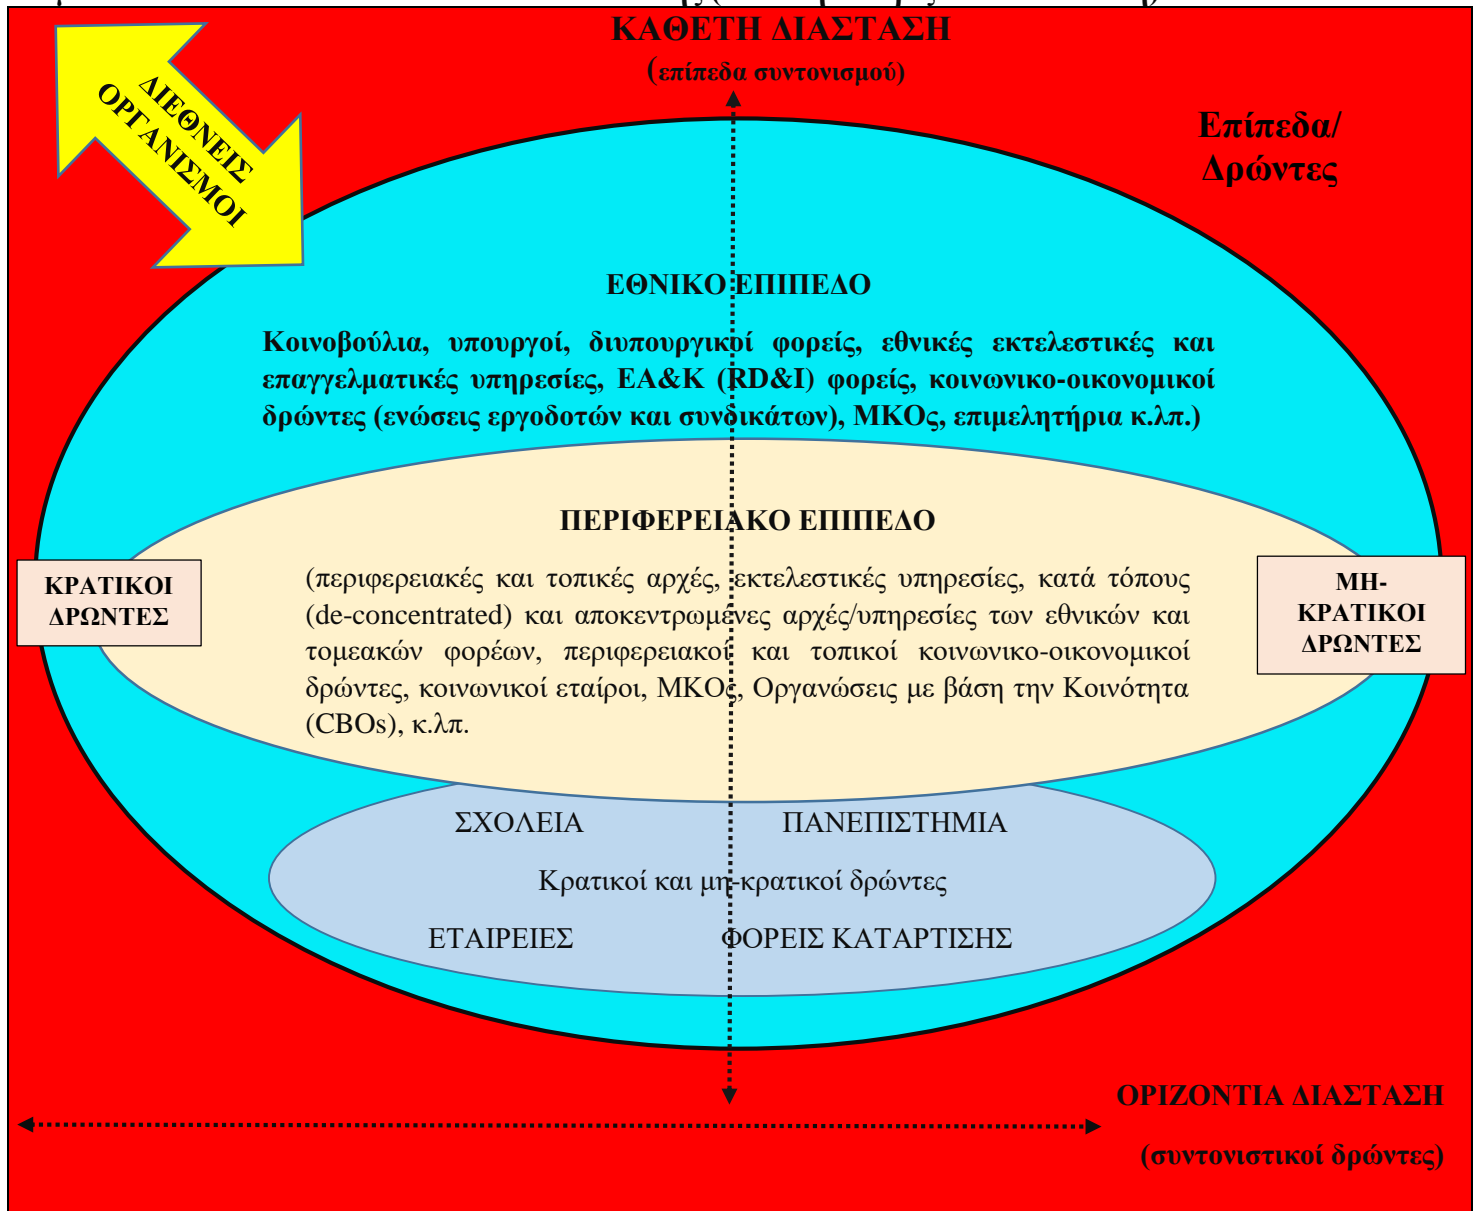 ΚΑΘΕΤΗ ΔΙΑΣΤΑΣΗ
(επίπεδα συντονισμού)
ΔΙΕΘΝΕΙΣ
ΟΡΓΑΝΙΣΜΟΙ
Επίπεδα/
Δρώντες
ΕΘΝΙΚΟ ΕΠΙΠΕΔΟ
Κοινοβούλια, υπουργοί, διυπουργικοί φορείς, εθνικές εκτελεστικές και
επαγγελματικές υπηρεσίες, ΕΑ&Κ (RD&I) φορείς, κοινωνικο-οικονομικοί
δρώντες (ενώσεις εργοδοτών και συνδικάτων), ΜΚΟς, επιμελητήρια κ.λπ.)
ΠΕΡΙΦΕΡΕΙΑΚΟ ΕΠΙΠΕΔΟ
ΚΡΑΤΙΚΟΙ
ΔΡΩΝΤΕΣ
(περιφερειακές και τοπικές αρχές, εκτελεστικές υπηρεσίες, κατά τόπους
(de-concentrated) και αποκεντρωμένες αρχές/υπηρεσίες των εθνικών και
τομεακών φορέων, περιφερειακοί και τοπικοί κοινωνικο-οικονομικοί
δρώντες, κοινωνικοί εταίροι, ΜΚΟς, Οργανώσεις με βάση την Κοινότητα
(CBOs), κ.λπ.
ΜΗ-
ΚΡΑΤΙΚΟΙ
ΔΡΩΝΤΕΣ
ΣΧΟΛΕΙΑ ΠΑΝΕΠΙΣΤΗΜΙΑ
Κρατικοί και μη-κρατικοί δρώντες
ΕΤΑΙΡΕΙΕΣ ΦΟΡΕΙΣ ΚΑΤΑΡΤΙΣΗΣ
ΟΡΙΖΟΝΤΙΑ ΔΙΑΣΤΑΣΗ
(συντονιστικοί δρώντες)